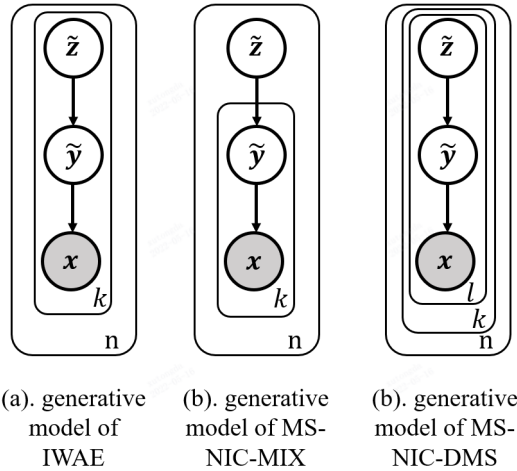 z̃
ỹ
x
k
n
(a). generative
model of
IWAE
z̃
ỹ
x
k
n
(b). generative
model of MS-
NIC-MIX
z̃
ỹ
x
l
k
n
(b). generative
model of MS-
NIC-DMS